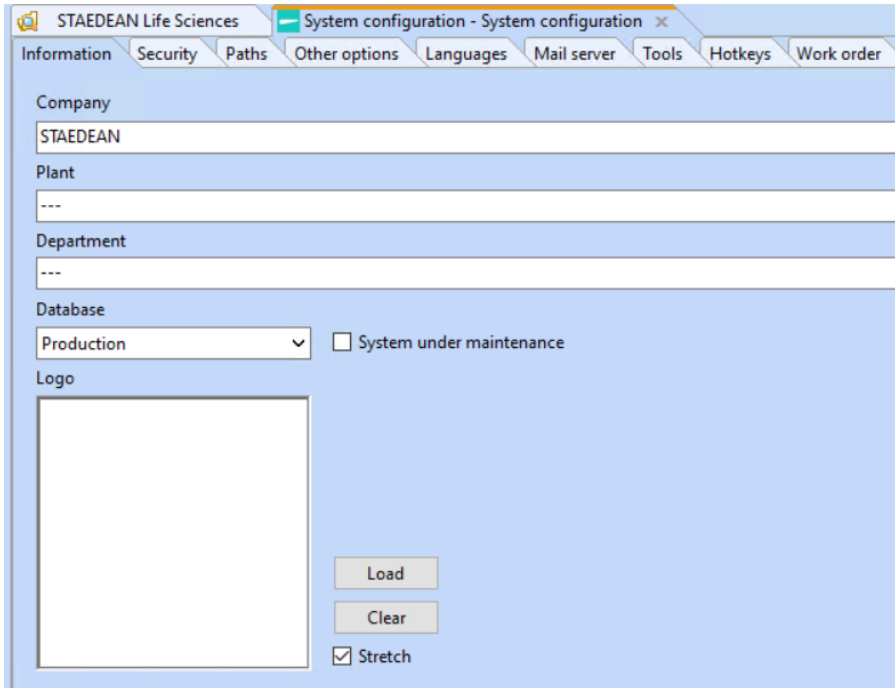 STAEDEAN Life Sciences System configuration - System configuration
Information Security Paths Other options Languages Mail server Tools Hotkeys Work order
Company
STAEDEAN
Plant
---
Department
---
Database
Production System under maintenance
Logo
Load
Clear
Stretch